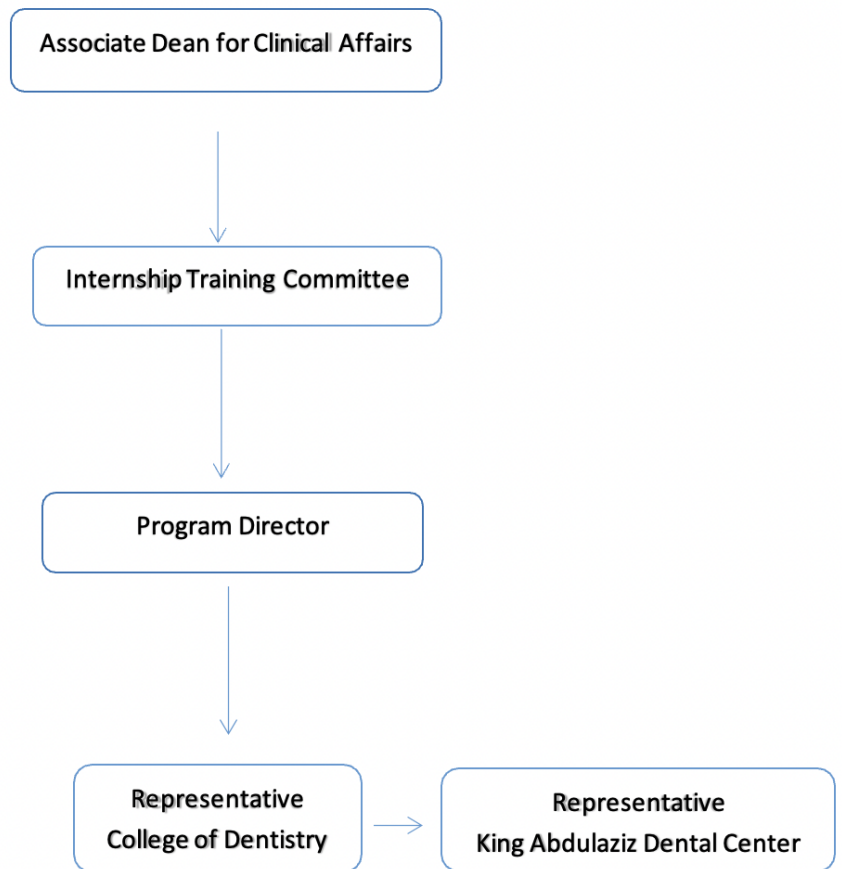 Associate Dean for Clinical Affairs
Internship Training Committee
Program Director
Representative
College of Dentistry
Representative
King Abdulaziz Dental Center